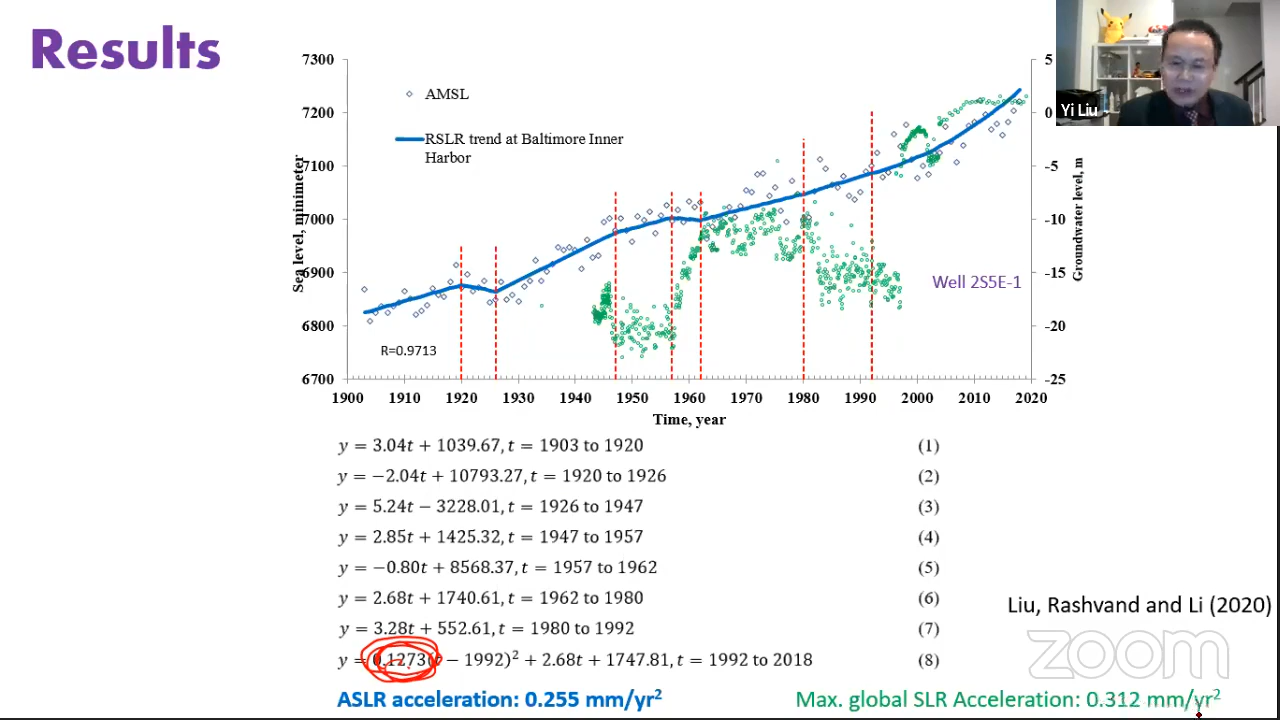 Results
Yi Liu
7300
7200
7100
7000
6900
6800
6700
Sea level, minimeter
AMSL
RSLR trend at Baltimore Inner
Harbor
R=0.9713
Well 2S5E-1
5
0
-5
-10
-15
-20
-25
Groundwater level, m
1900 1910 1920 1930 1940 1950 1960 1970 1980 1990 2000 2010 2020
Time, year
y = 3.04t + 1039.67, t = 1903 to 1920 (1)
y = −2.04t + 10793.27, t = 1920 to 1926 (2)
y = 5.24t − 3228.01, t = 1926 to 1947 (3)
y = 2.85t + 1425.32, t = 1947 to 1957 (4)
y = −0.80t + 8568.37, t = 1957 to 1962 (5)
y = 2.68t + 1740.61, t = 1962 to 1980 (6)
y = 3.28t + 552.61, t = 1980 to 1992 (7)
y = 0.1273(t − 1992)² + 2.68t + 1747.81, t = 1992 to 2018 (8)
Liu, Rashvand and Li (2020)
zoom
ASLR acceleration: 0.255 mm/yr² Max. global SLR Acceleration: 0.312 mm/yr²